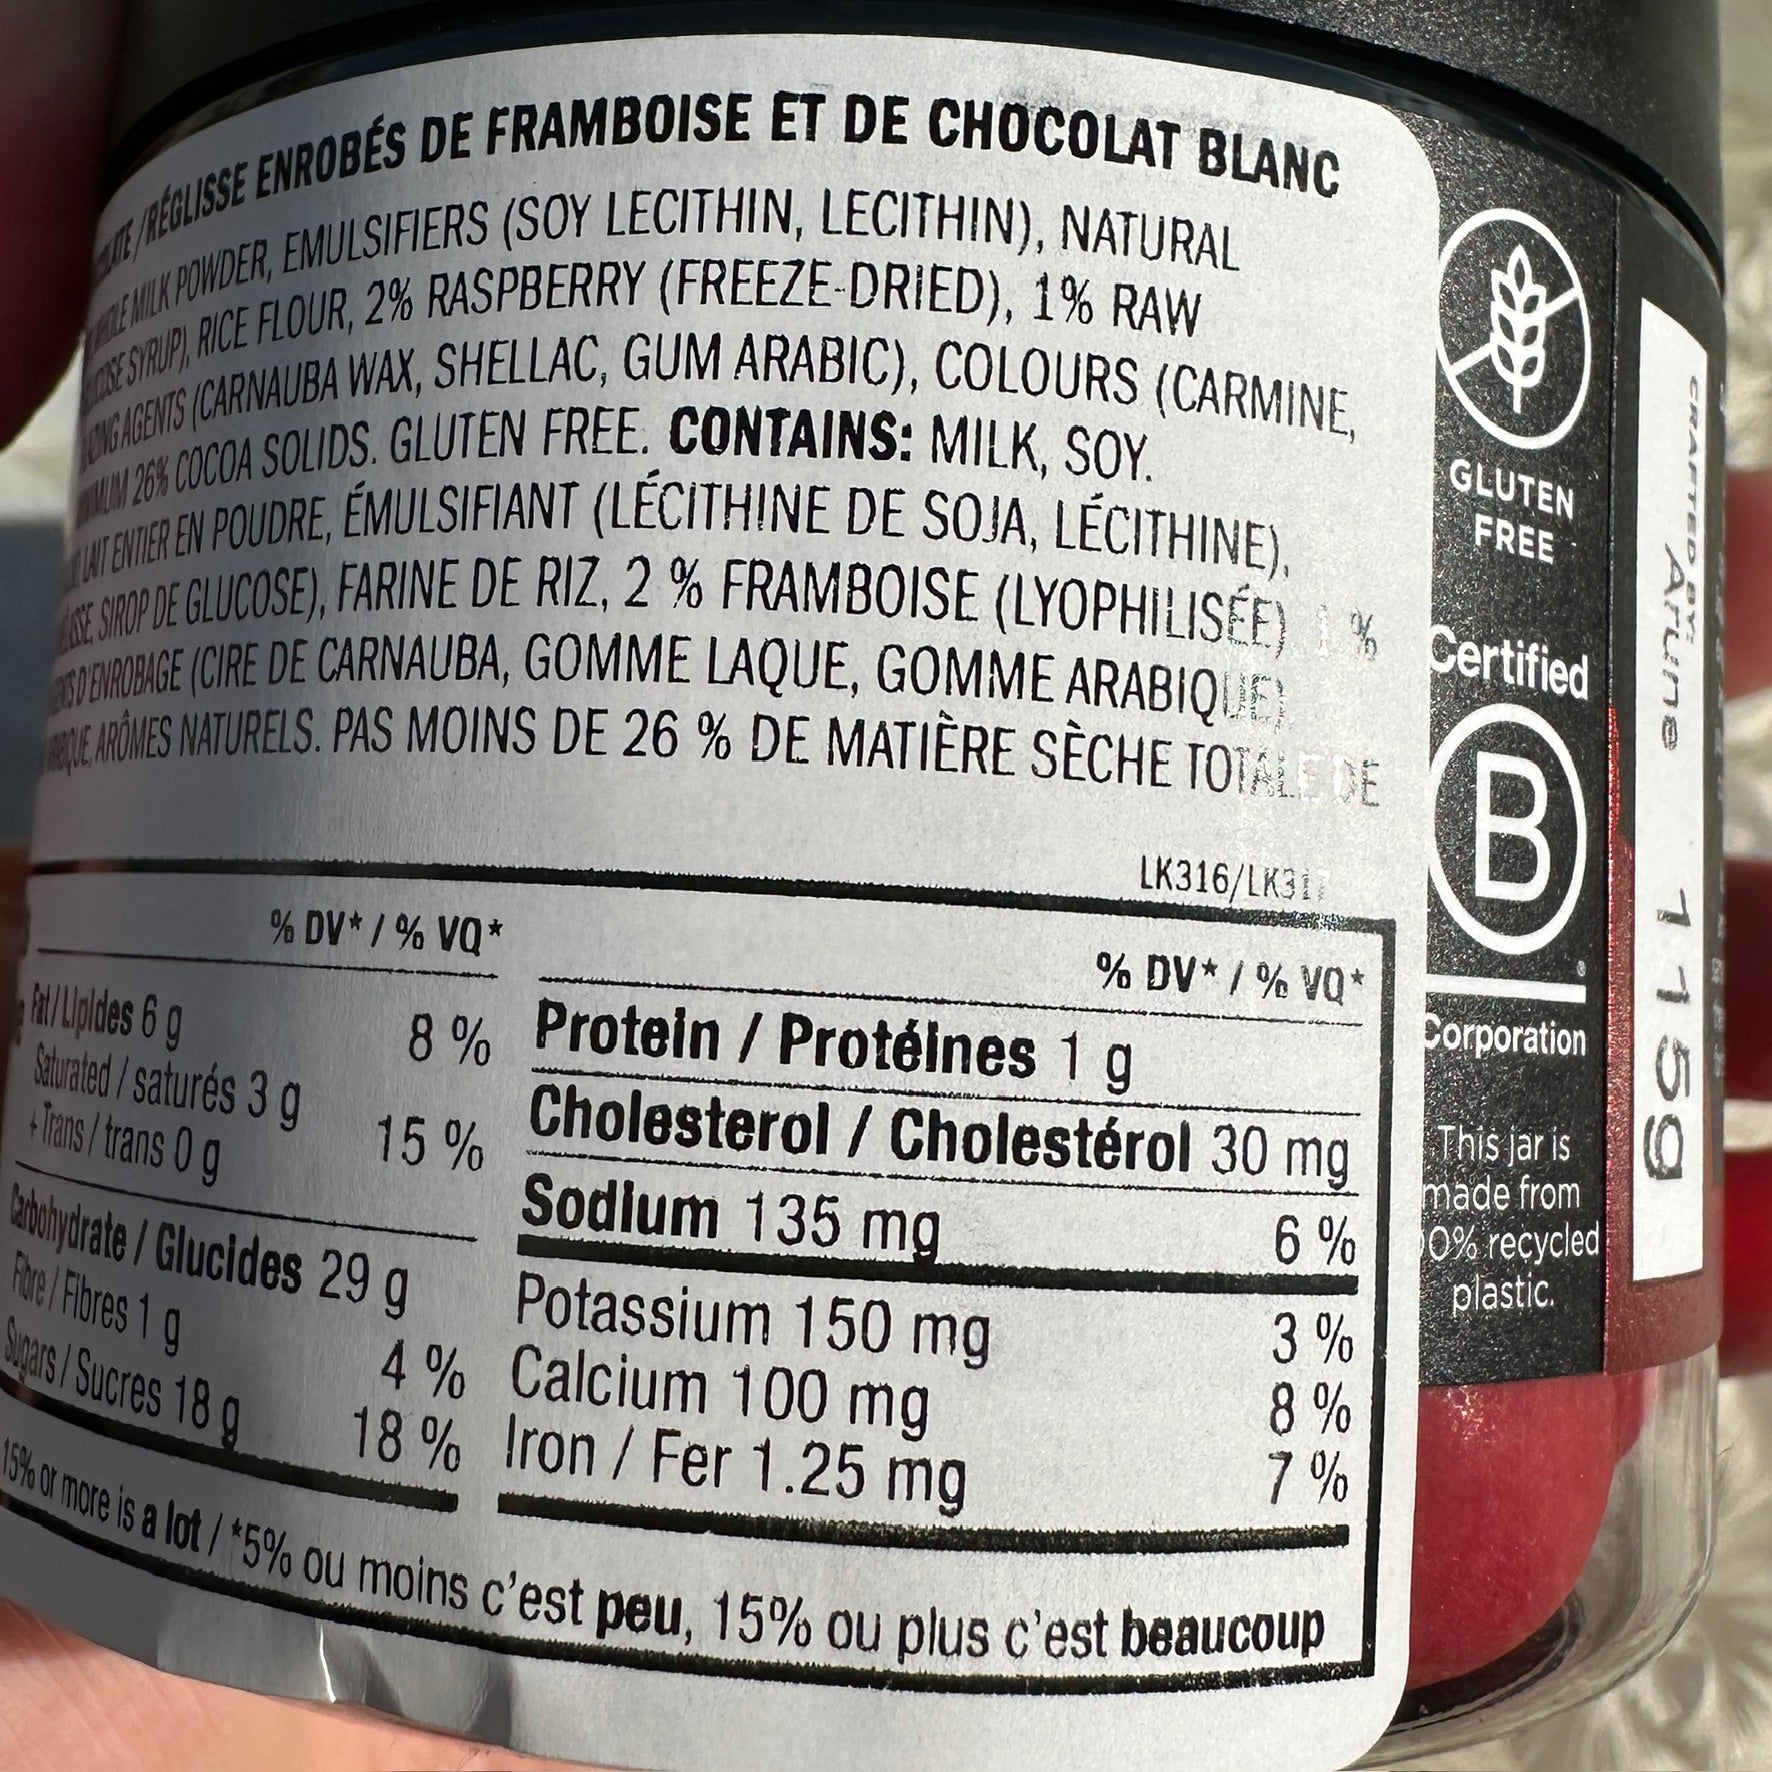 /RÉGLISSE ENROBÉS DE FRAMBOISE ET DE CHOCOLAT BLANC
MILK POWDER, EMULSIFIERS (SOY LECITHIN, LECITHIN), NATURAL
SYRUP), RICE FLOUR, 2% RASPBERRY (FREEZE-DRIED), 1% RAW
AGENTS (CARNAUBA WAX, SHELLAC, GUM ARABIC), COLOURS (CARMINE,
26% COCOA SOLIDS. GLUTEN FREE. CONTAINS: MILK, SOY.
LAIT ENTIER EN POUDRE, ÉMULSIFIANT (LÉCITHINE DE SOJA, LÉCITHINE),
SIROP DE GLUCOSE), FARINE DE RIZ, 2 % FRAMBOISE (LYOPHILISÉE), 1 %
D'ENROBAGE (CIRE DE CARNAUBA, GOMME LAQUE, GOMME ARABIQUE),
ARÔMES NATURELS. PAS MOINS DE 26 % DE MATIÈRE SÈCHE TOTALE DE
LK316/LK317
% DV* / % VQ*
Fat / Lipides 6 g 8 %
Saturated / saturés 3 g
+ Trans / trans 0 g 15 %
Carbohydrate / Glucides 29 g
Fibre / Fibres 1 g 4 %
Sugars / Sucres 18 g 18 %
% DV* / % VQ*
Protein / Protéines 1 g
Cholesterol / Cholestérol 30 mg
Sodium 135 mg 6 %
Potassium 150 mg 3 %
Calcium 100 mg 8 %
Iron / Fer 1.25 mg 7 %
15% or more is a lot / *5% ou moins c'est peu, 15% ou plus c'est beaucoup
GLUTEN
FREE
Certified
B
Corporation
This jar is
made from
0% recycled
plastic.
CRAFTED BY:
Arune 115g